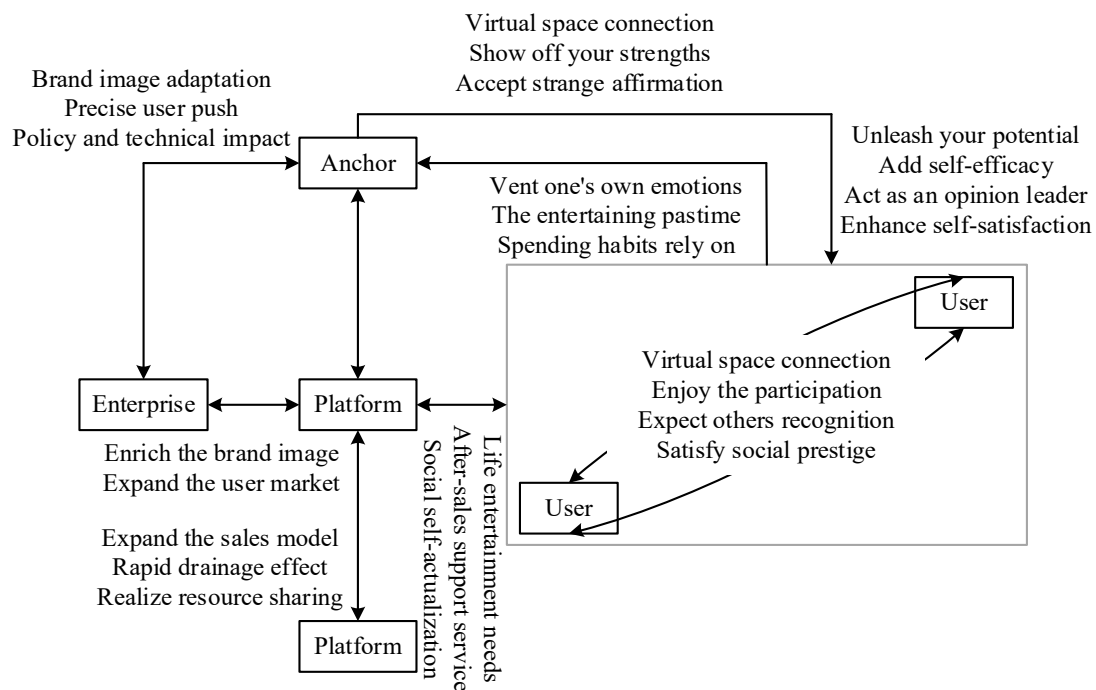 Virtual space connection
Show off your strengths
Accept strange affirmation
Brand image adaptation
Precise user push
Policy and technical impact
Anchor
Unleash your potential
Add self-efficacy
Act as an opinion leader
Enhance self-satisfaction
Vent one's own emotions
The entertaining pastime
Spending habits rely on
User
Virtual space connection
Enjoy the participation
Expect others recognition
Satisfy social prestige
User
Enterprise
Platform
Enrich the brand image
Expand the user market
Life entertainment needs
After-sales support service
Social self-actualization
Expand the sales model
Rapid drainage effect
Realize resource sharing
Platform